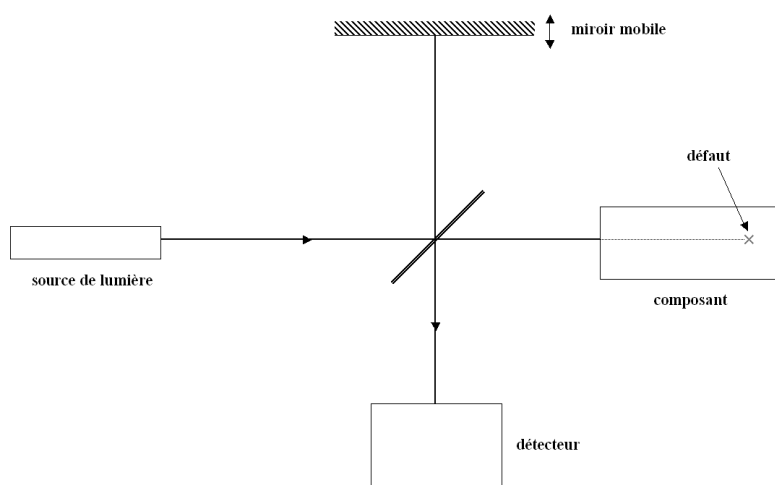 miroir mobile
défaut
source de lumière
composant
détecteur